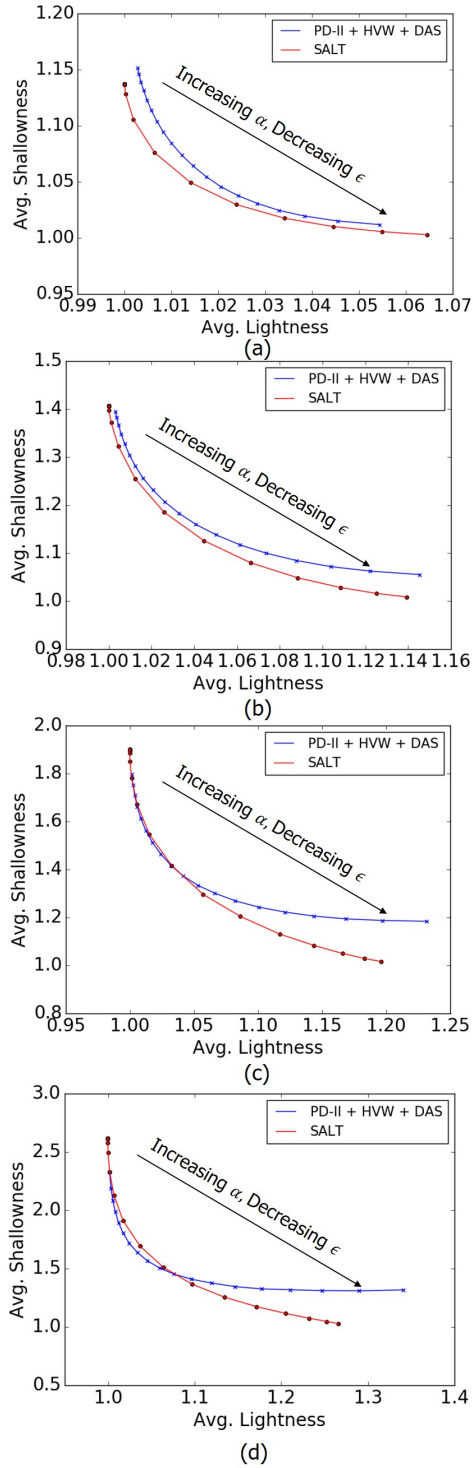 1.20
PD-II + HVW + DAS
SALT
1.15
Increasing α, Decreasing ϵ
1.10
Avg. Shallowness
1.05
1.00
0.95
0.99 1.00 1.01 1.02 1.03 1.04 1.05 1.06 1.07
Avg. Lightness
(a)
1.5
PD-II + HVW + DAS
SALT
1.4
Increasing α, Decreasing ϵ
1.3
1.2
Avg. Shallowness
1.1
1.0
0.9
0.98 1.00 1.02 1.04 1.06 1.08 1.10 1.12 1.14 1.16
Avg. Lightness
(b)
2.0
PD-II + HVW + DAS
SALT
1.8
Increasing α, Decreasing ϵ
1.6
1.4
Avg. Shallowness
1.2
1.0
0.8
0.95 1.00 1.05 1.10 1.15 1.20 1.25
Avg. Lightness
(c)
3.0
PD-II + HVW + DAS
SALT
2.5
Increasing α, Decreasing ϵ
2.0
Avg. Shallowness
1.5
1.0
0.5
1.0 1.1 1.2 1.3 1.4
Avg. Lightness
(d)